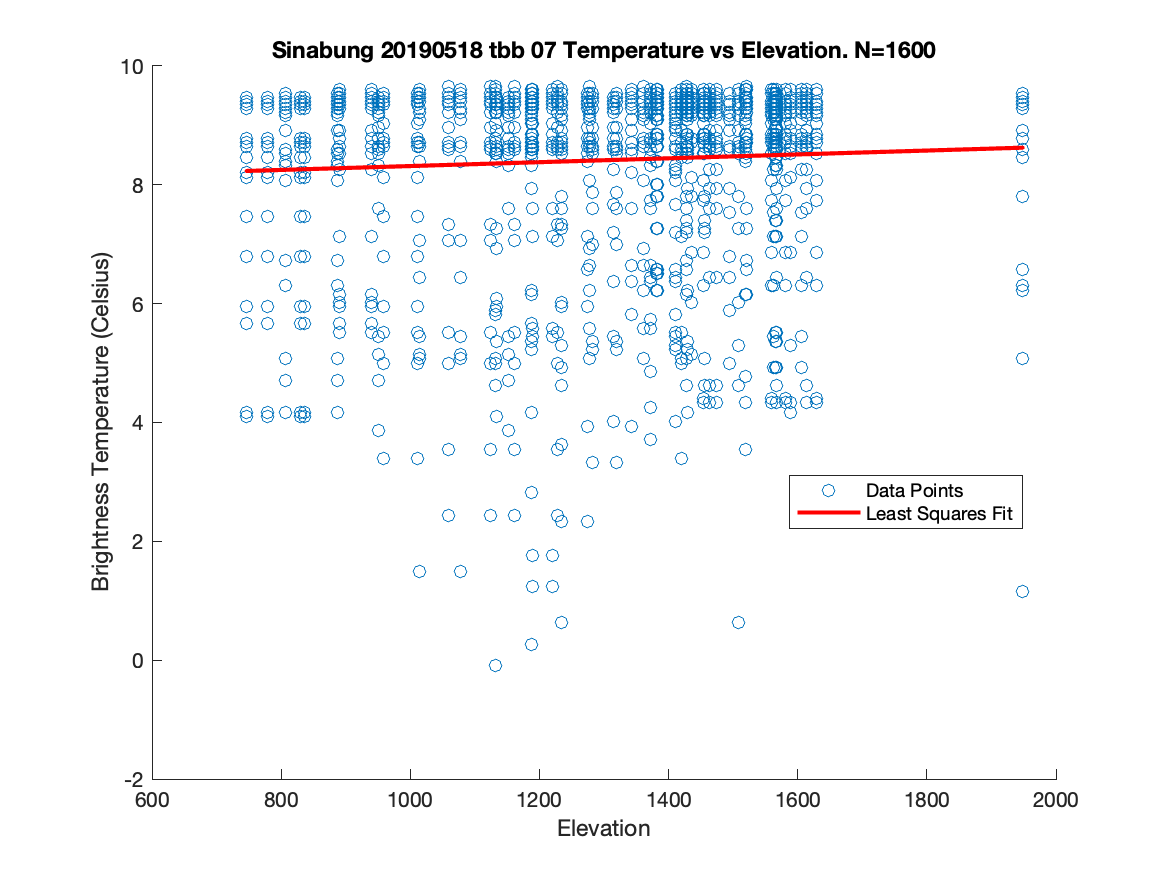 Sinabung 20190518 tbb 07 Temperature vs Elevation. N=1600
10
8
6
4
2
0
-2
Brightness Temperature (Celsius)
Data Points
Least Squares Fit
600 800 1000 1200 1400 1600 1800 2000
Elevation